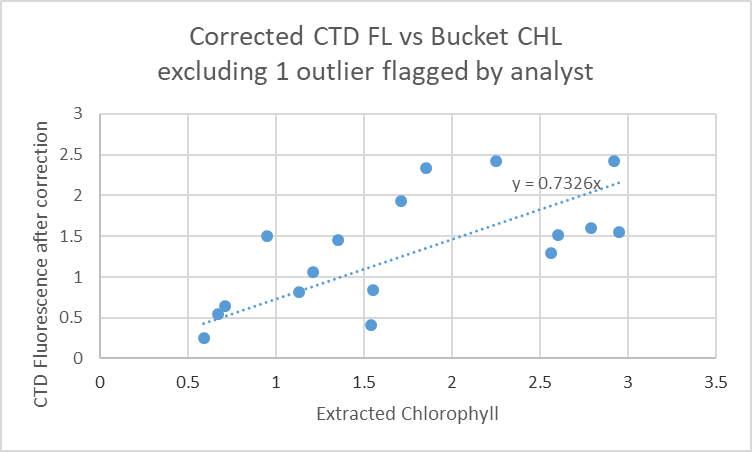 Corrected CTD FL vs Bucket CHL
excluding 1 outlier flagged by analyst
CTD Fluorescence after correction
3
2.5
2
1.5
1
0.5
0
y = 0.7326x
0 0.5 1 1.5 2 2.5 3 3.5
Extracted Chlorophyll